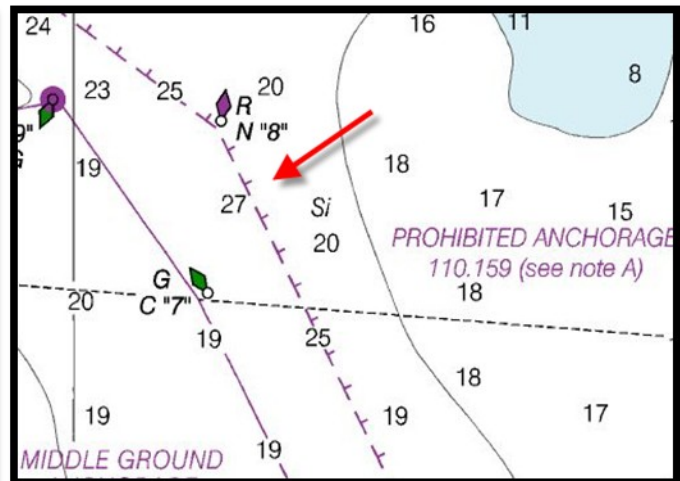 24
16
11
8
23
25
20
R
N "8"
9"
19
18
27
Si
17
15
20
PROHIBITED ANCHORAGE
110.159 (see note A)
G
C "7"
18
20
19
25
18
19
19
17
19
MIDDLE GROUND